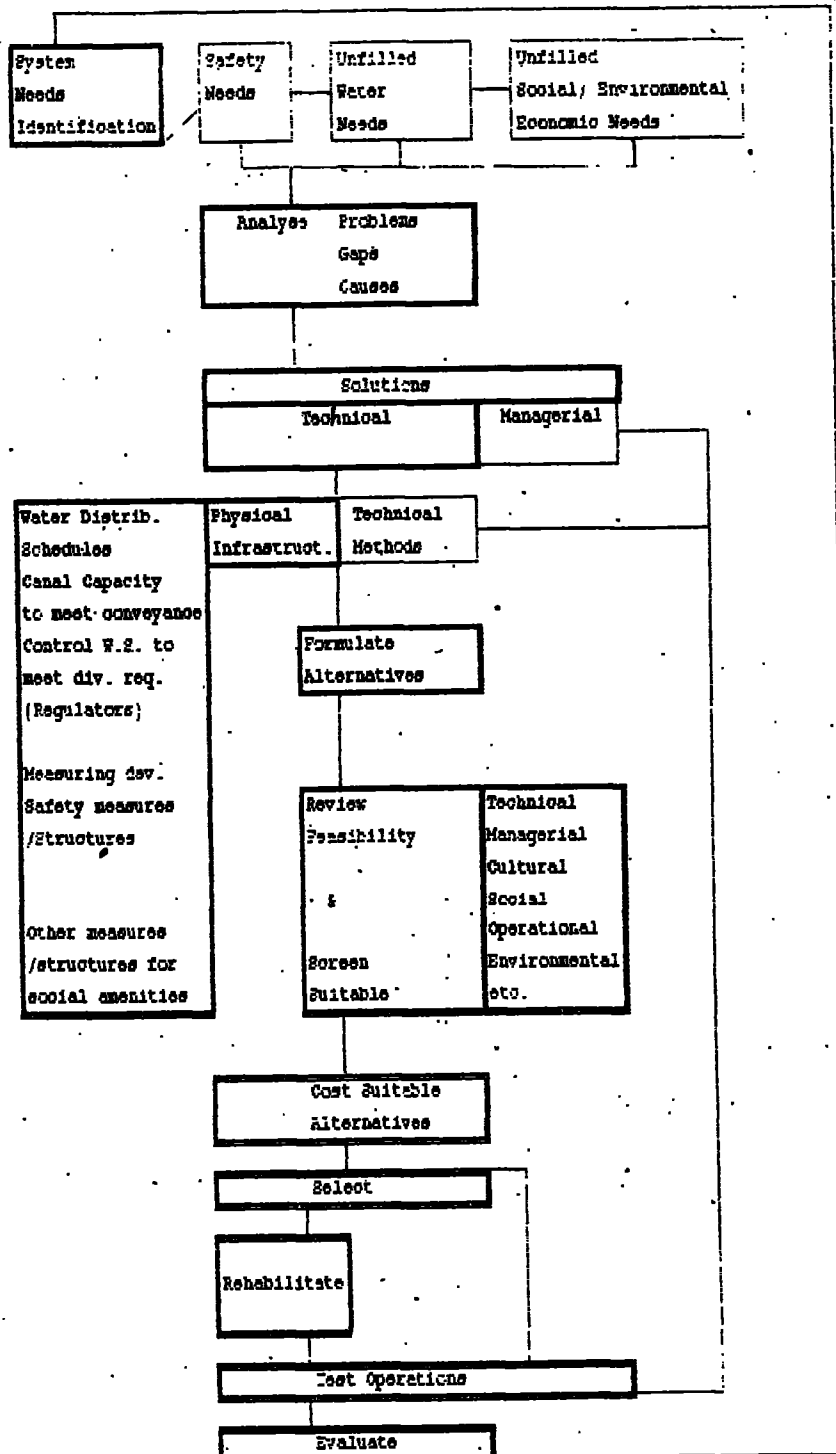 System
Needs
Identification
Safety
Needs
Unfilled
Water
Needs
Unfilled
Social/ Environmental
Economic Needs
Analyse Problems
Gaps
Causes
Solutions
Technical
Managerial
Water Distrib.
Schedules
Canal Capacity
to meet conveyance
Control W.S. to
meet div. req.
(Regulators)
Measuring dev.
Safety measures
/Structures
Other measures
/structures for
social amenities
Physical
Infrastruct.
Technical
Methods
Formulate
Alternatives
Review
Feasibility
&
Screen
Suitable
Technical
Managerial
Cultural
Social
Operational
Environmental
etc.
Cost Suitable
Alternatives
Select
Rehabilitate
Test Operations
Evaluate